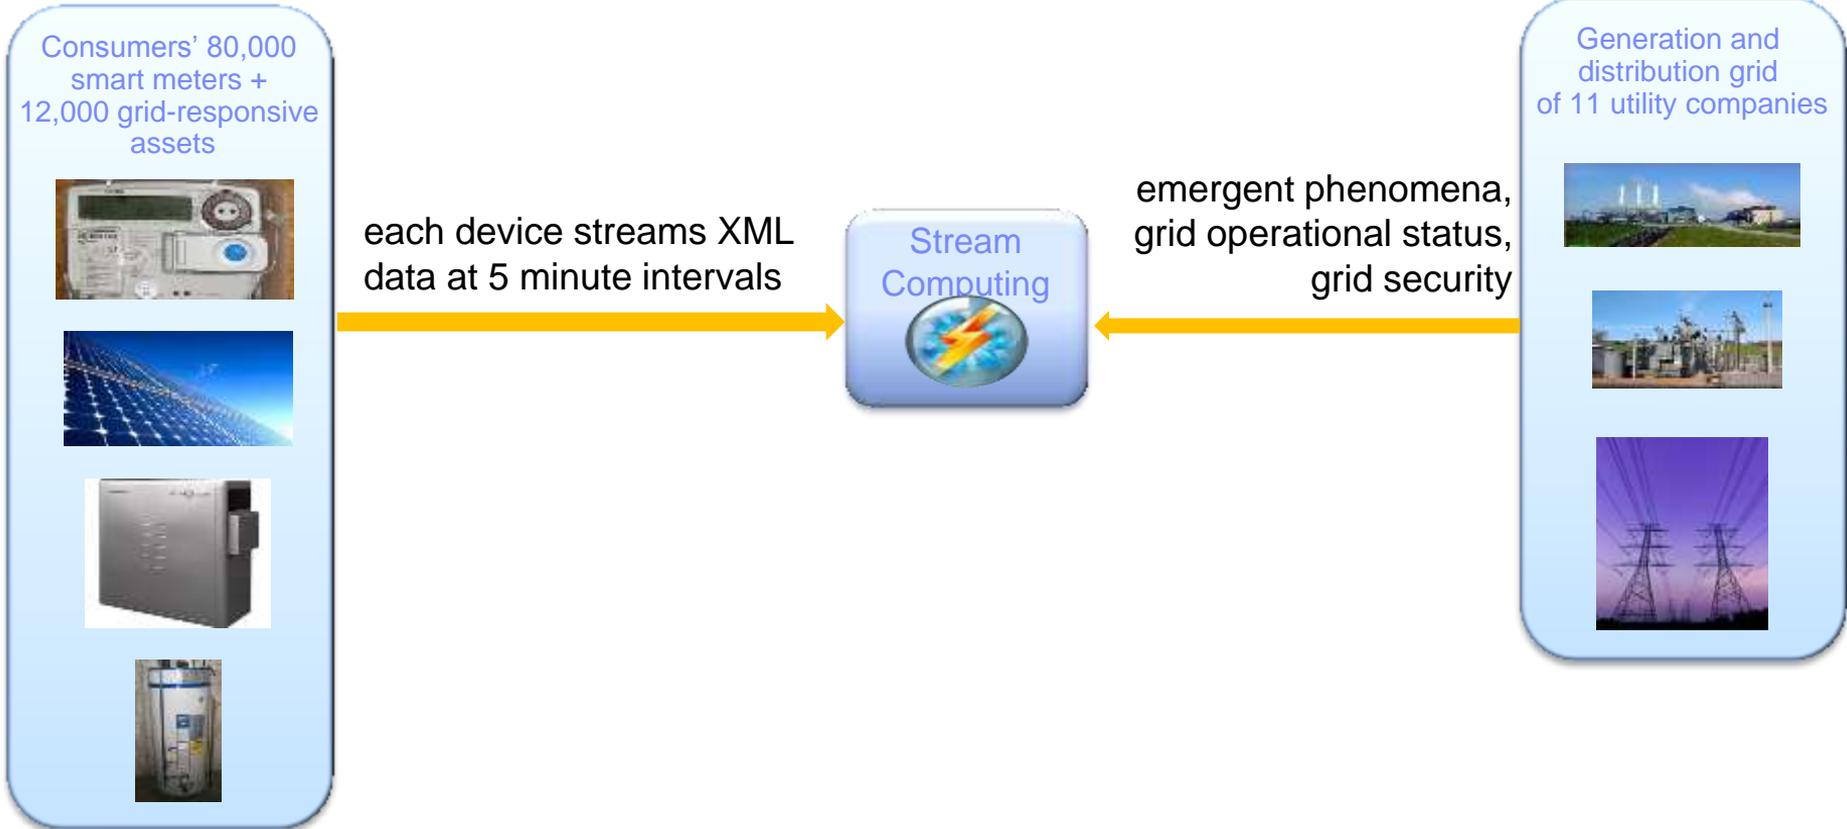 Consumers’ 80,000
smart meters +
12,000 grid-responsive
assets
each device streams XML
data at 5 minute intervals
Stream
Computing
emergent phenomena,
grid operational status,
grid security
Generation and
distribution grid
of 11 utility companies